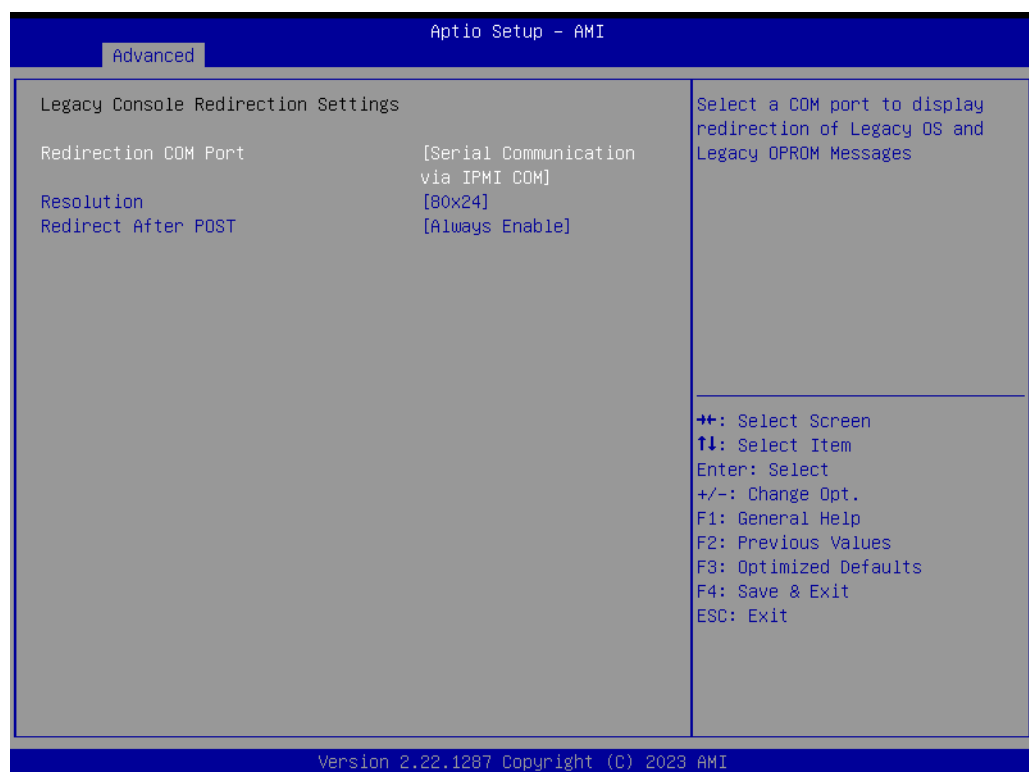 Aptio Setup – AMI
Advanced
Legacy Console Redirection Settings
Redirection COM Port [Serial Communication
via IPMI COM]
Resolution [80x24]
Redirect After POST [Always Enable]
Select a COM port to display
redirection of Legacy OS and
Legacy OPROM Messages
→←: Select Screen
↑↓: Select Item
Enter: Select
+/-: Change Opt.
F1: General Help
F2: Previous Values
F3: Optimized Defaults
F4: Save & Exit
ESC: Exit
Version 2.22.1287 Copyright (C) 2023 AMI